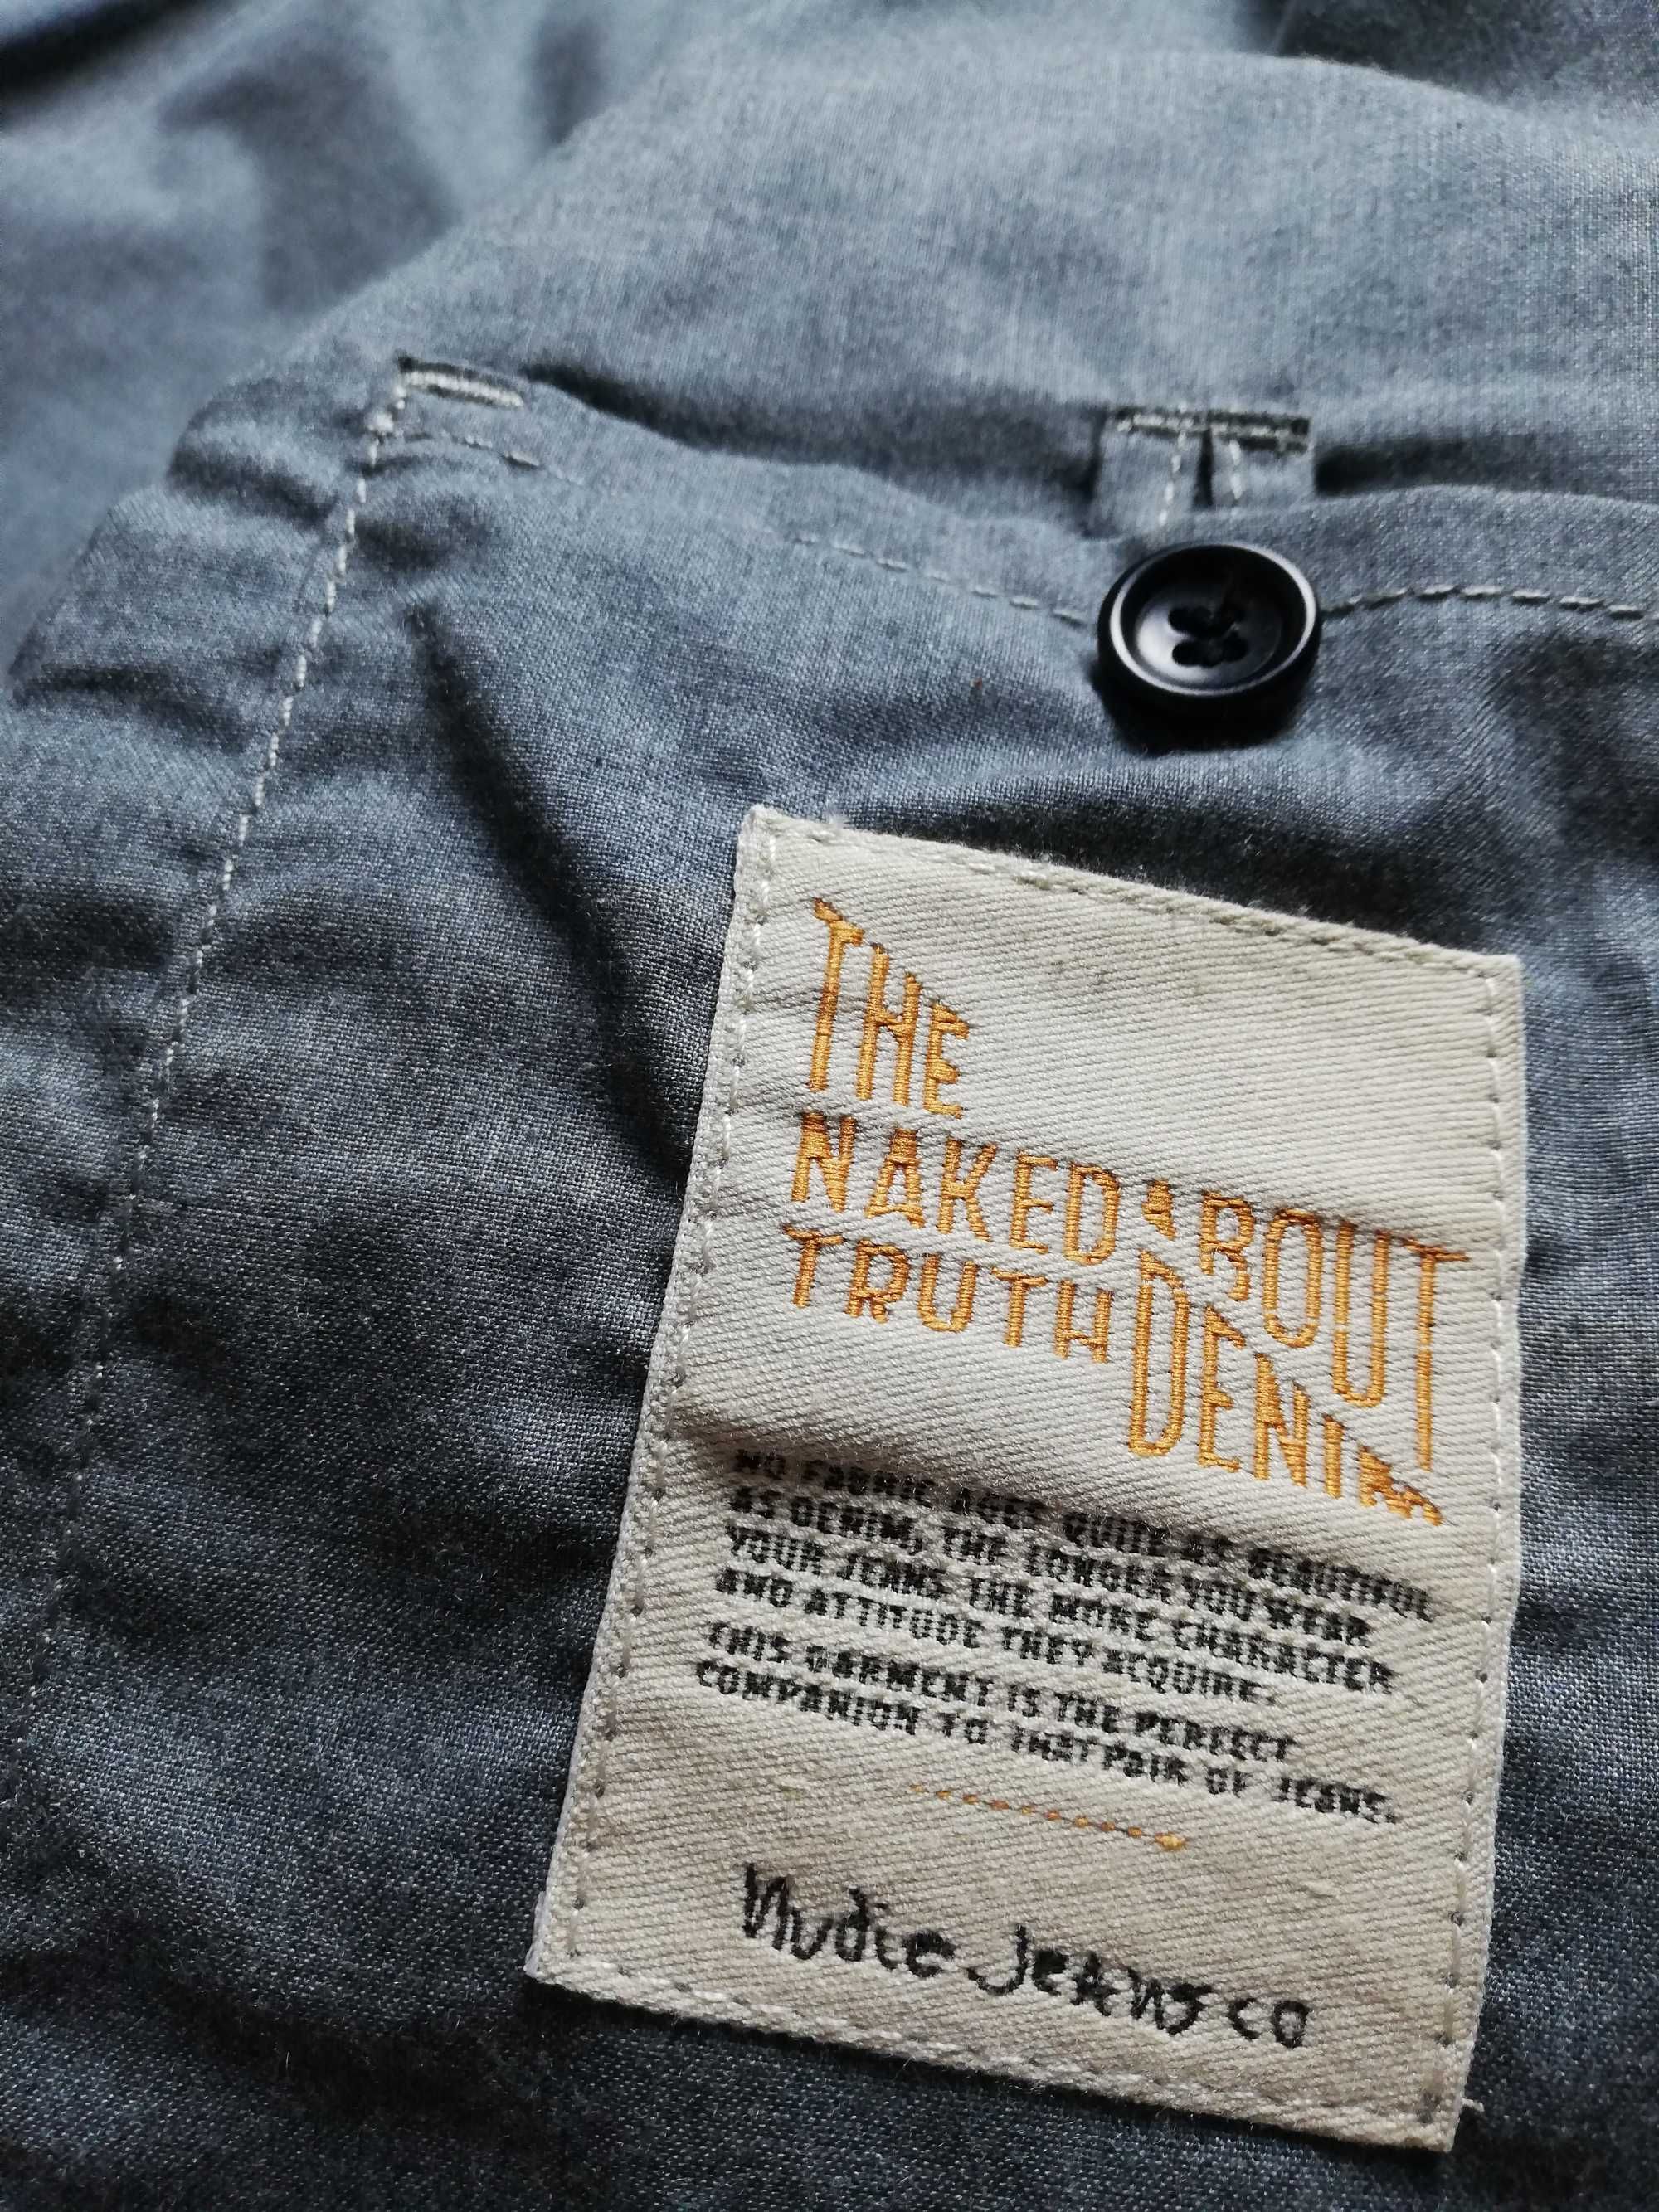 THE
NAKED ABOUT
TRUTH DENIM
NO FABRIC AGES QUITE AS BEAUTIFUL
AS DENIM, THE LONGER YOU WEAR
YOUR JEANS THE MORE CHARACTER
AND ATTITUDE THEY ACQUIRE.
THIS GARMENT IS THE PERFECT
COMPANION TO THAT PAIR OF JEANS.
Nudie Jeans co